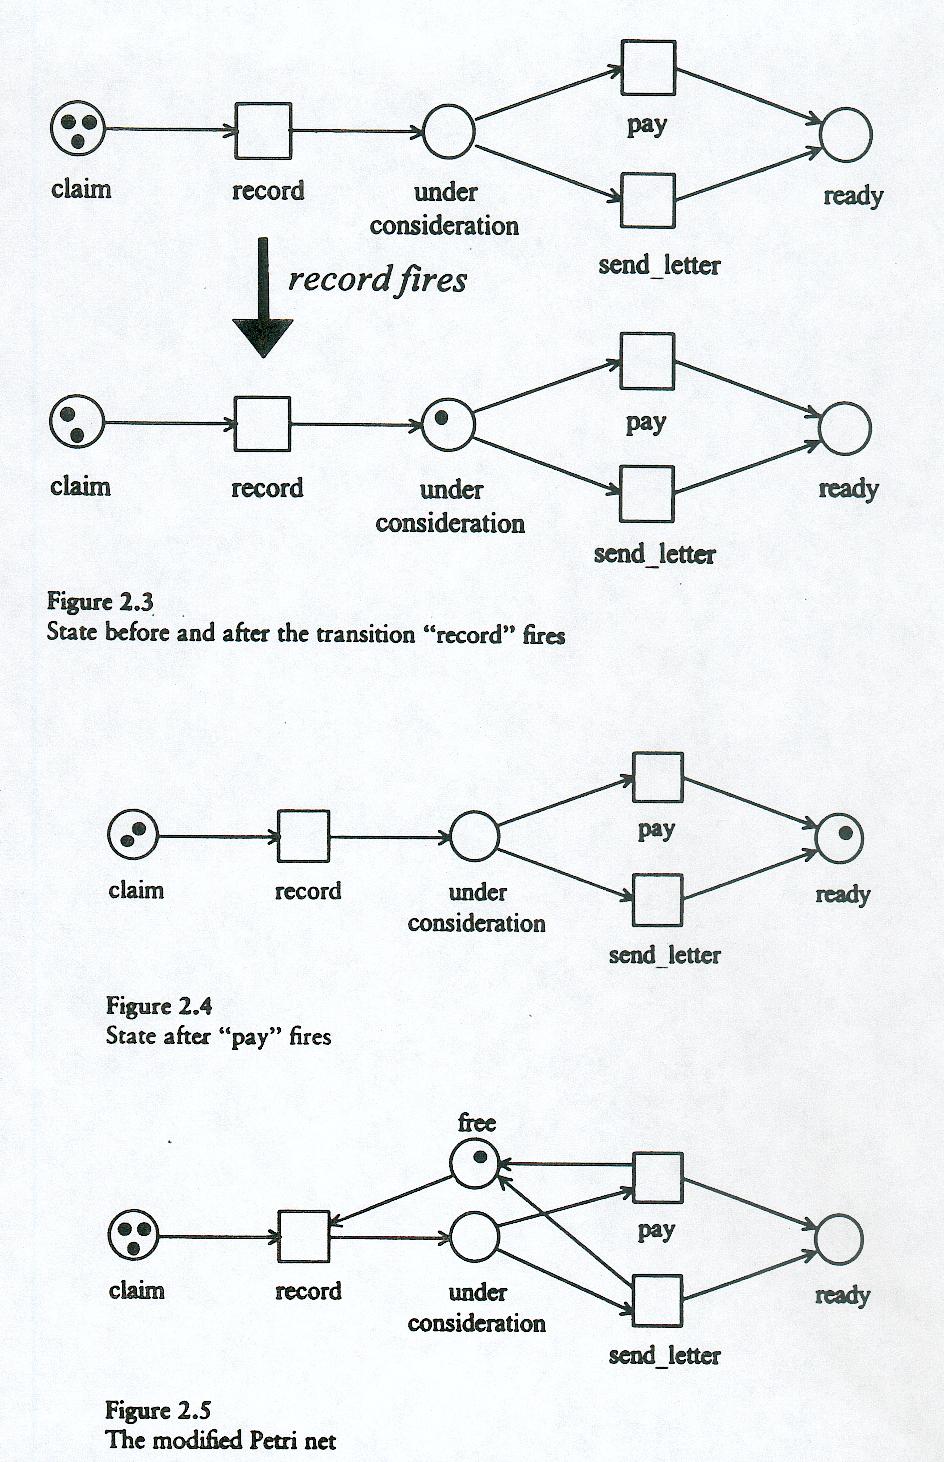 pay
claim
record
under
consideration
ready
send_letter
record fires
pay
claim
record
under
consideration
ready
send_letter
Figure 2.3
State before and after the transition “record” fires
pay
claim
record
under
consideration
ready
send_letter
Figure 2.4
State after “pay” fires
free
pay
claim
record
under
consideration
ready
send_letter
Figure 2.5
The modified Petri net